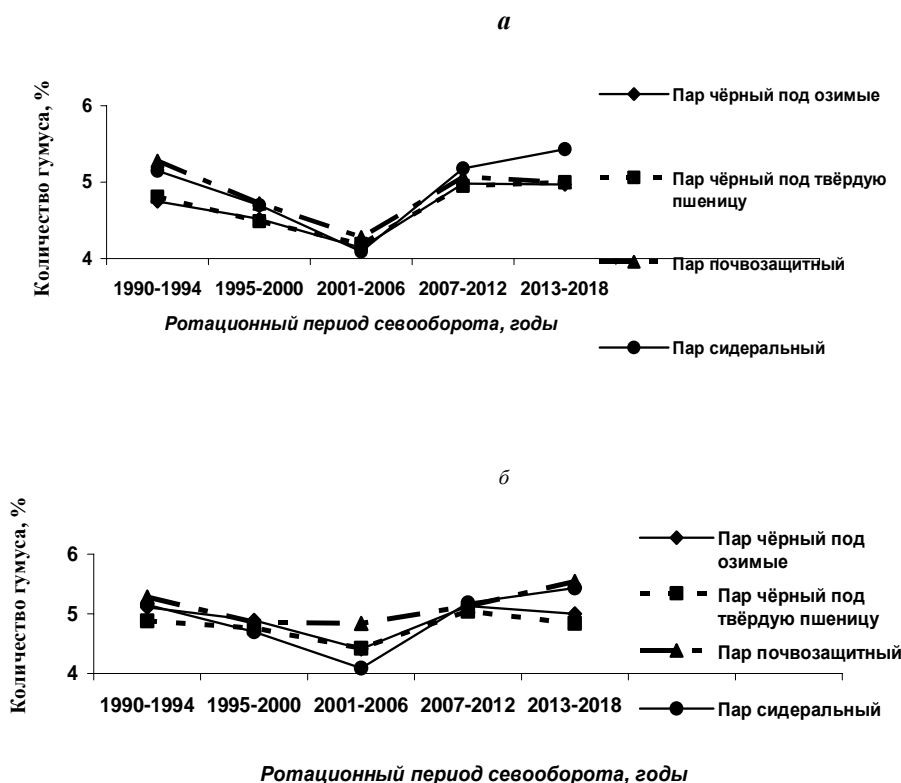 а
Количество гумуса, %
6
5
4
1990-1994 1995-2000 2001-2006 2007-2012 2013-2018
Ротационный период севооборота, годы
Пар чёрный под озимые
Пар чёрный под твёрдую
пшеницу
Пар почвозащитный
Пар сидеральный
б
Количество гумуса, %
6
5
4
1990-1994 1995-2000 2001-2006 2007-2012 2013-2018
Ротационный период севооборота, годы
Пар чёрный под
озимые
Пар чёрный под
твёрдую пшеницу
Пар почвозащитный
Пар сидеральный